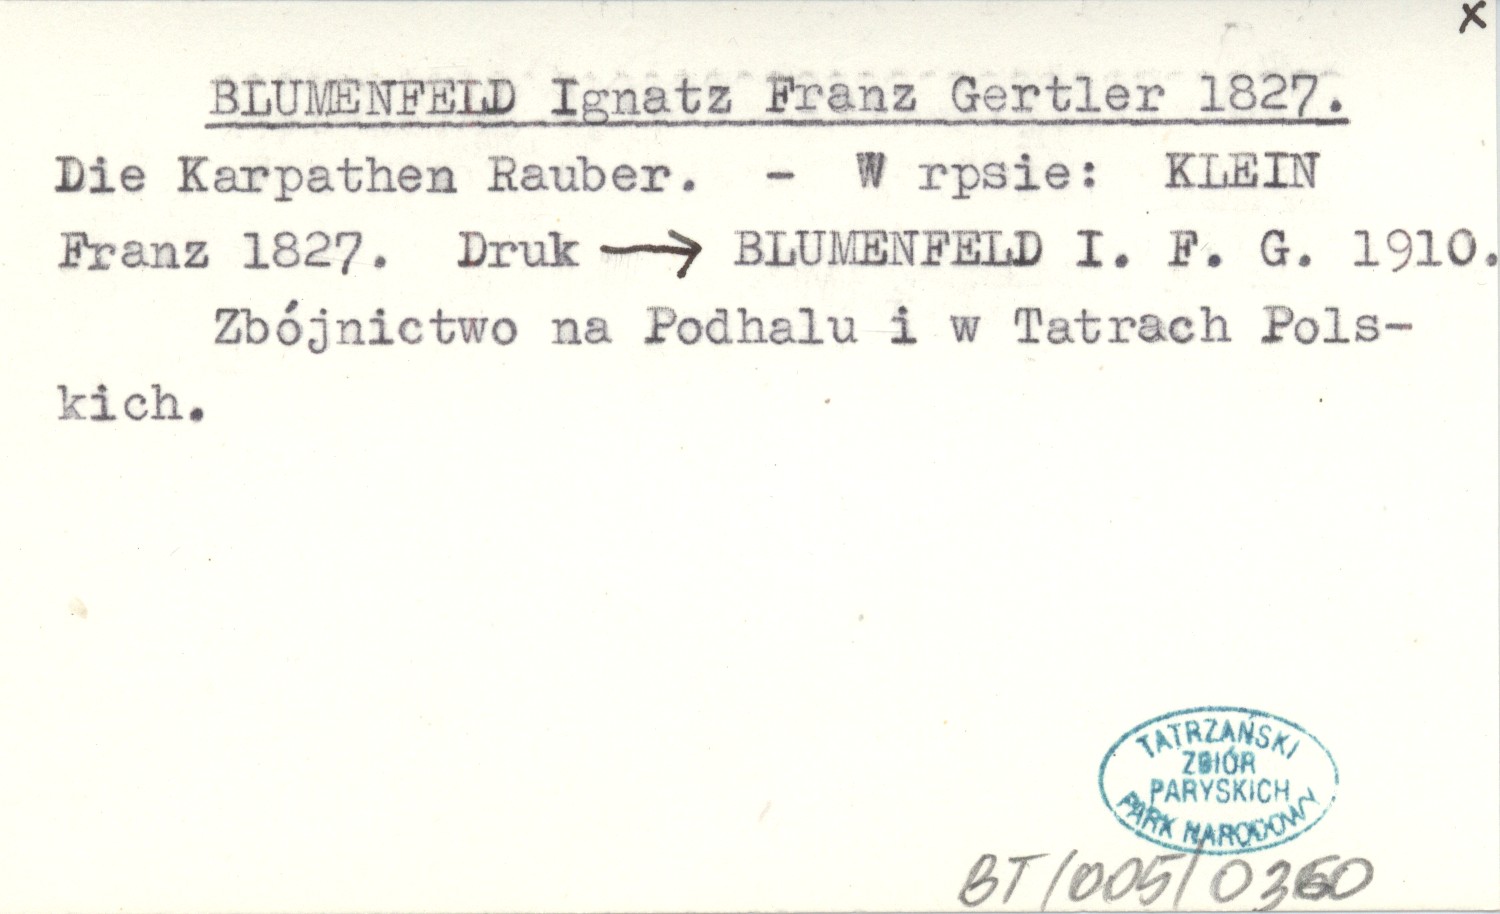 x
BLUMENFELD Ignatz Franz Gertler 1827.
Die Karpathen Rauber. - W rpsie: KLEIN
Franz 1827. Druk → BLUMENFELD I. F. G. 1910.
Zbójnictwo na Podhalu i w Tatrach Pols-
kich.
TATRZAŃSKI
ZBIÓR
PARYSKICH
PARK NARODOWY
BT/005/0360